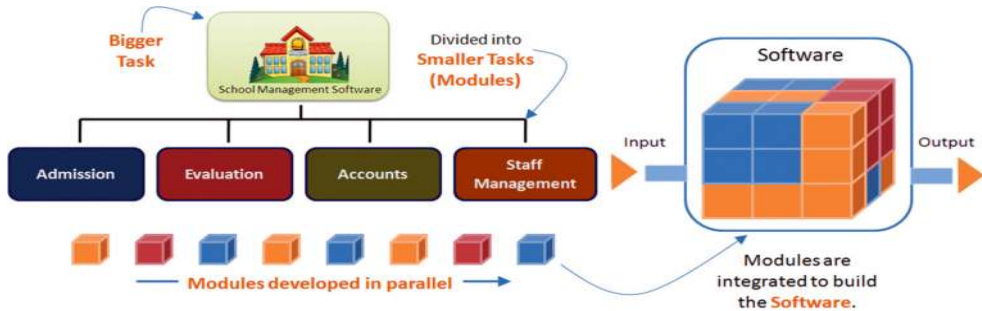 Bigger
Task
School Management Software
Divided into
Smaller Tasks
(Modules)
Admission
Evaluation
Accounts
Staff
Management
Modules developed in parallel
Input
Software
Output
Modules are
integrated to build
the Software.